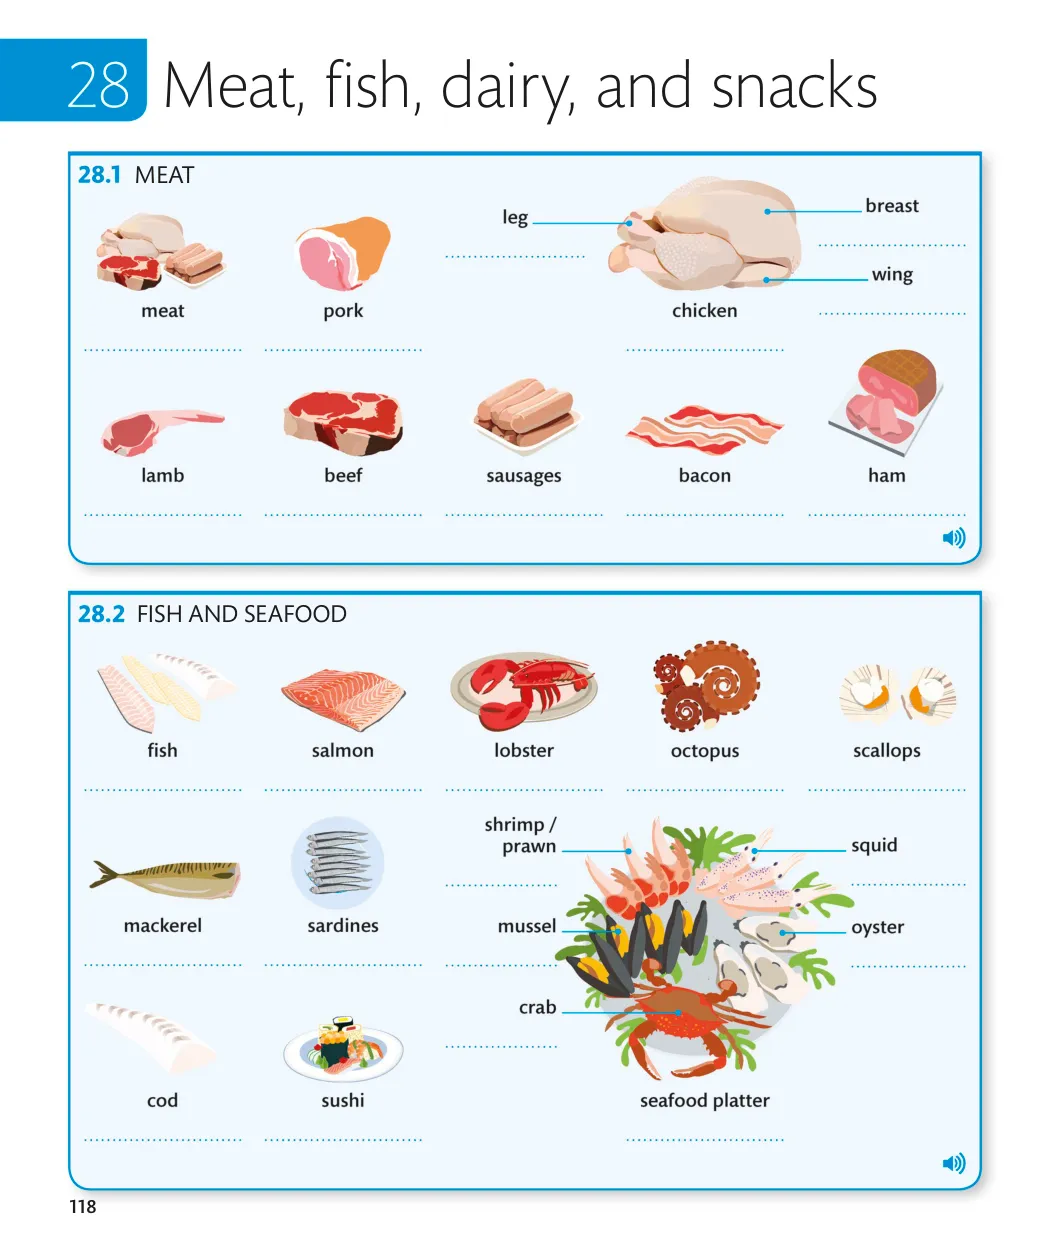 28 Meat, fish, dairy, and snacks
28.1 MEAT
leg
breast
wing
meat
pork
chicken
lamb
beef
sausages
bacon
ham
28.2 FISH AND SEAFOOD
fish
salmon
lobster
octopus
scallops
shrimp /
prawn
squid
mackerel
sardines
mussel
oyster
crab
cod
sushi
seafood platter
118